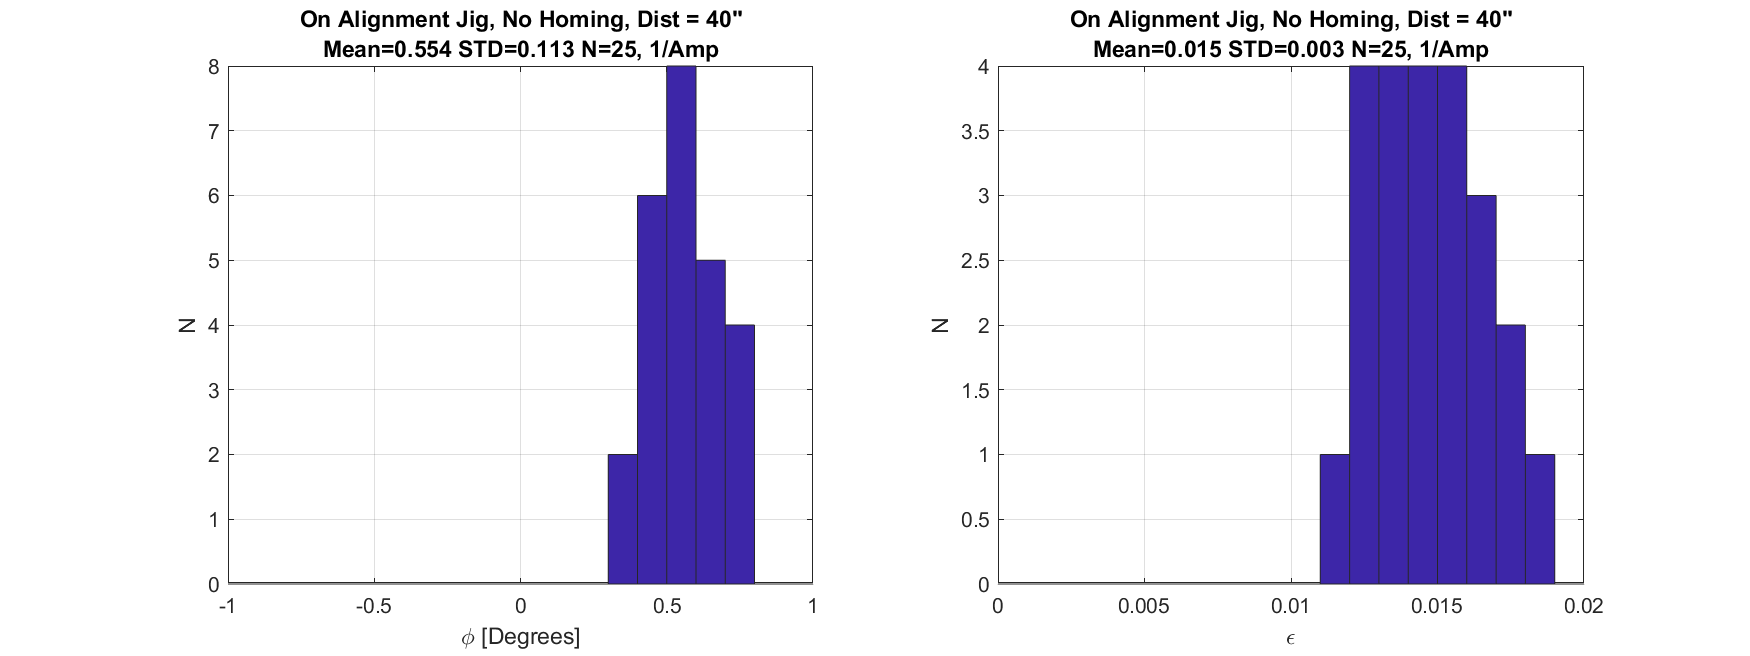 On Alignment Jig, No Homing, Dist = 40"
Mean=0.554 STD=0.113 N=25, 1/Amp
8
7
6
5
4
3
2
1
0
N
-1 -0.5 0 0.5 1
ϕ [Degrees]
On Alignment Jig, No Homing, Dist = 40"
Mean=0.015 STD=0.003 N=25, 1/Amp
4
3.5
3
2.5
2
1.5
1
0.5
0
N
0 0.005 0.01 0.015 0.02
ϵ